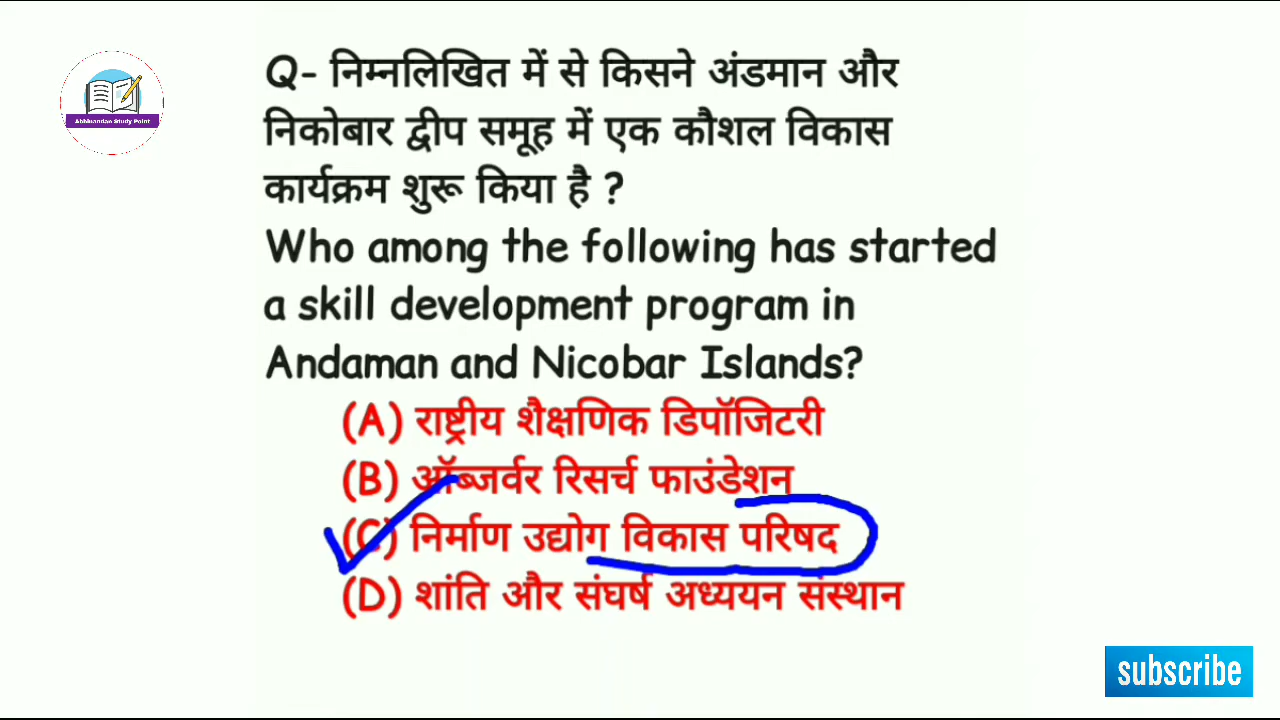 Abhinandan Study Point
Q- निम्नलिखित में से किसने अंडमान और
निकोबार द्वीप समूह में एक कौशल विकास
कार्यक्रम शुरू किया है ?
Who among the following has started
a skill development program in
Andaman and Nicobar Islands?
(A) राष्ट्रीय शैक्षणिक डिपॉजिटरी
(B) ऑब्जर्वर रिसर्च फाउंडेशन
(C) निर्माण उद्योग विकास परिषद
(D) शांति और संघर्ष अध्ययन संस्थान
subscribe